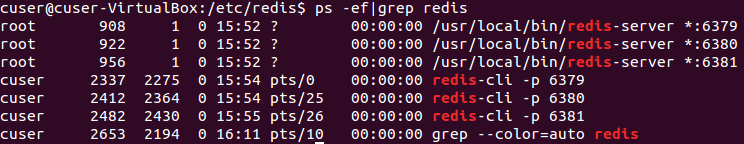 cuser@cuser-VirtualBox:/etc/redis$ ps -ef|grep redis
root       908     1  0 15:52 ?        00:00:00 /usr/local/bin/redis-server *:6379
root       922     1  0 15:52 ?        00:00:00 /usr/local/bin/redis-server *:6380
root       956     1  0 15:52 ?        00:00:00 /usr/local/bin/redis-server *:6381
cuser     2337  2275  0 15:54 pts/0    00:00:00 redis-cli -p 6379
cuser     2412  2364  0 15:54 pts/25   00:00:00 redis-cli -p 6380
cuser     2482  2430  0 15:55 pts/26   00:00:00 redis-cli -p 6381
cuser     2653  2194  0 16:11 pts/10   00:00:00 grep --color=auto redis